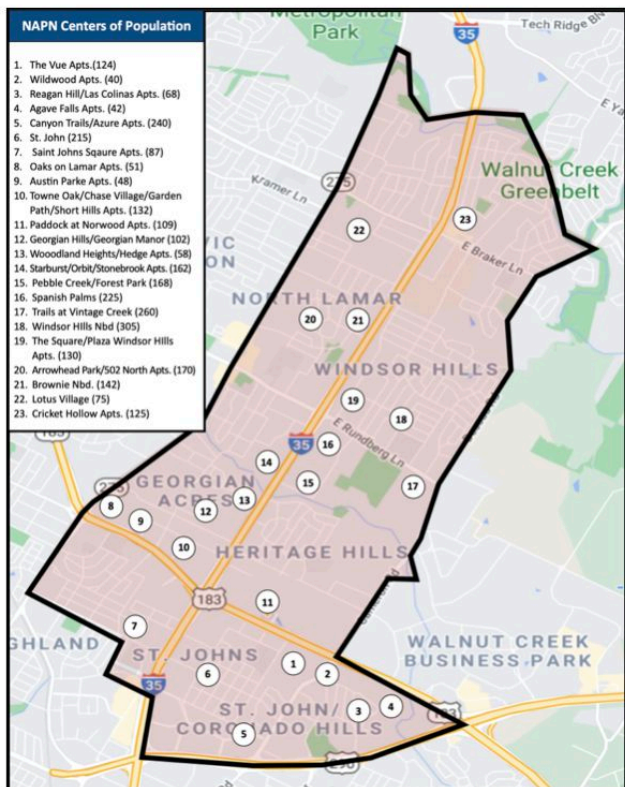 NAPN Centers of Population
1. The Vue Apts.(124)
2. Wildwood Apts. (40)
3. Reagan Hill/Las Colinas Apts. (68)
4. Agave Falls Apts. (42)
5. Canyon Trails/Azure Apts. (240)
6. St. John (215)
7. Saint Johns Sqaure Apts. (87)
8. Oaks on Lamar Apts. (51)
9. Austin Parke Apts. (48)
10. Towne Oak/Chase Village/Garden
Path/Short Hills Apts. (132)
11. Paddock at Norwood Apts. (109)
12. Georgian Hills/Georgian Manor (102)
13. Wooodland Heights/Hedge Apts. (58)
14. Starburst/Orbit/Stonebrook Apts. (162)
15. Pebble Creek/Forest Park (168)
16. Spanish Palms (225)
17. Trails at Vintage Creek (260)
18. Windsor Hills Nbd (305)
19. The Square/Plaza Windsor HIlls
Apts. (130)
20. Arrowhead Park/502 North Apts. (170)
21. Brownie Nbd. (142)
22. Lotus Village (75)
23. Cricket Hollow Apts. (125)
Metropolitan
Park
35
Tech Ridge
Walnut Creek
Greenbelt
275
Kramer Ln
23
22
E Braker Ln
NORTH LAMAR
20
21
WINDSOR HILLS
19
18
E Rundberg Ln
183
35
16
14
15
17
275
GEORGIAN
ACRES
13
8
12
9
10
HERITAGE HILLS
183
11
7
HIGHLAND
WALNUT CREEK
BUSINESS PARK
ST. JOHNS
1
6
2
35
ST. JOHN/
CORONADO HILLS
3
4
183
5
290